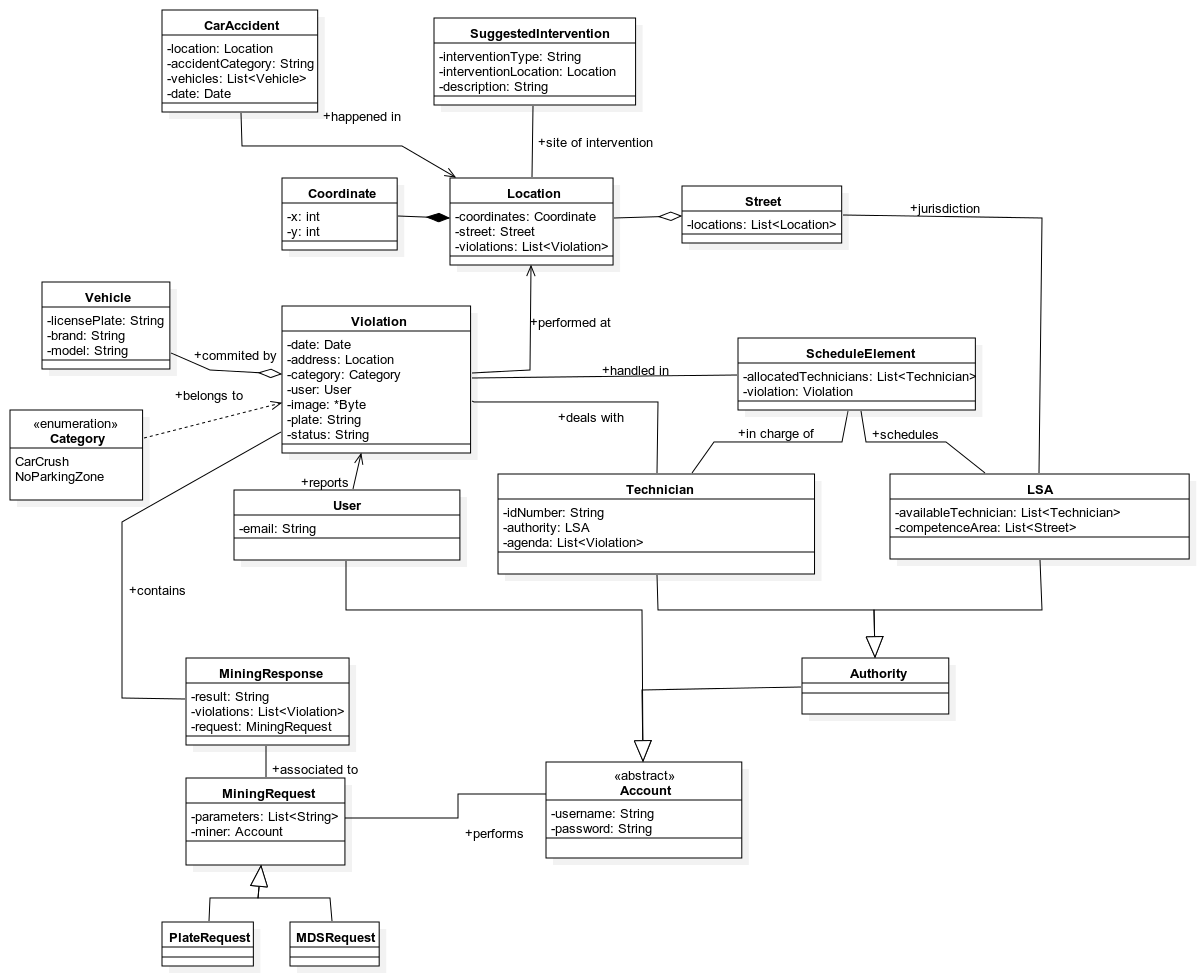 CarAccident
-location: Location
-accidentCategory: String
-vehicles: List<Vehicle>
-date: Date
SuggestedIntervention
-interventionType: String
-interventionLocation: Location
-description: String
+happened in
+site of intervention
Coordinate
-x: int
-y: int
Location
-coordinates: Coordinate
-street: Street
-violations: List<Violation>
Street
-locations: List<Location>
+jurisdiction
Vehicle
-licensePlate: String
-brand: String
-model: String
+commited by
+belongs to
Violation
-date: Date
-address: Location
-category: Category
-user: User
-image: *Byte
-plate: String
-status: String
+performed at
+handled in
+deals with
ScheduleElement
-allocatedTechnicians: List<Technician>
-violation: Violation
+in charge of
+schedules
«enumeration»
Category
CarCrush
NoParkingZone
+reports
User
-email: String
Technician
-idNumber: String
-authority: LSA
-agenda: List<Violation>
LSA
-availableTechnician: List<Technician>
-competenceArea: List<Street>
+contains
MiningResponse
-result: String
-violations: List<Violation>
-request: MiningRequest
Authority
+associated to
MiningRequest
-parameters: List<String>
-miner: Account
+performs
«abstract»
Account
-username: String
-password: String
PlateRequest
MDSRequest